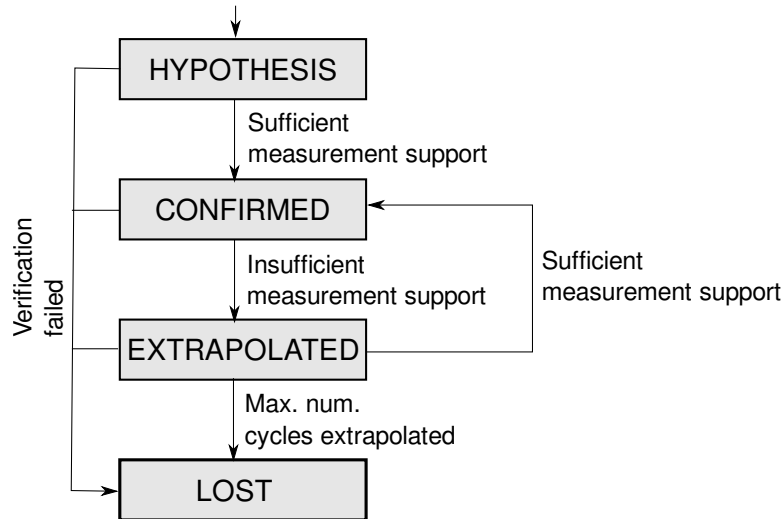 HYPOTHESIS
Sufficient
measurement support
CONFIRMED
Insufficient
measurement support
Sufficient
measurement support
Verification
failed
EXTRAPOLATED
Max. num.
cycles extrapolated
LOST